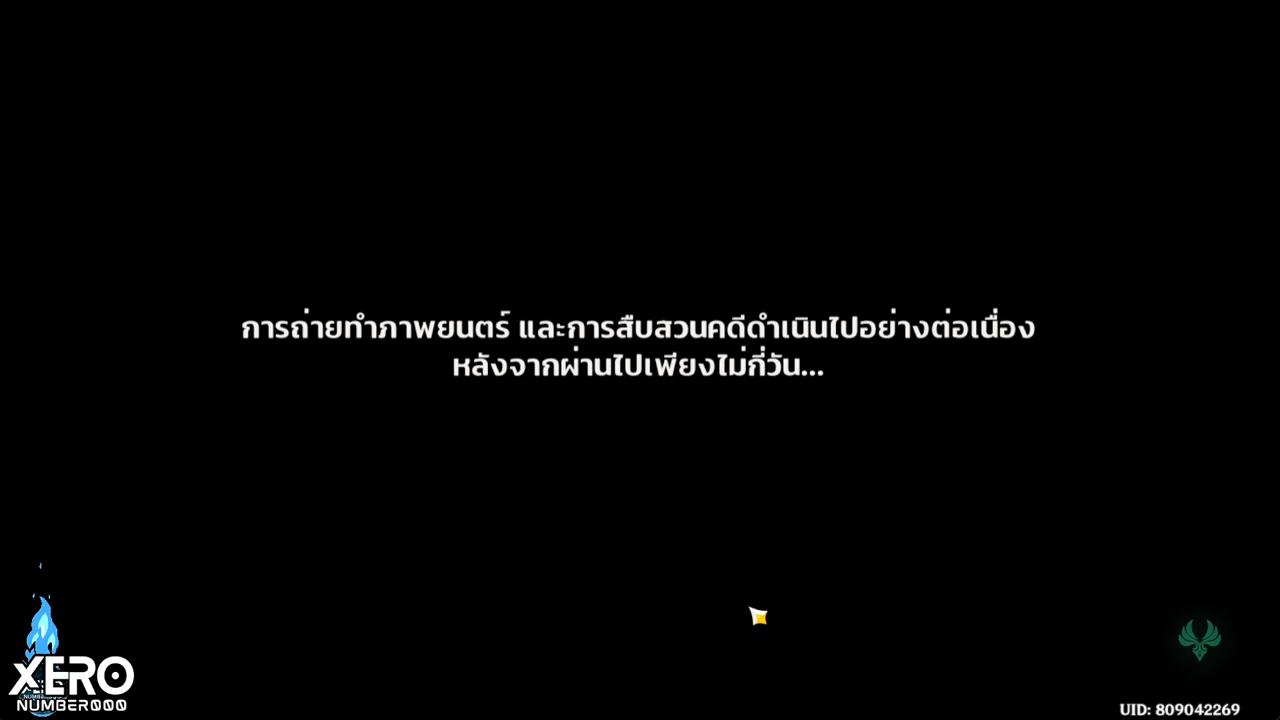 การถ่ายทำภาพยนตร์ และการสืบสวนคดีดำเนินไปอย่างต่อเนื่อง
หลังจากผ่านไปเพียงไม่กี่วัน...
XERO
NUMBER000
UID: 809042269